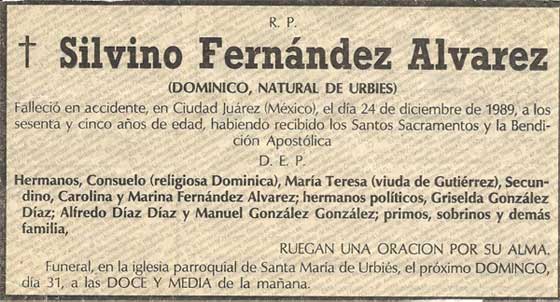 R. P.
† Silvino Fernández Alvarez
(DOMINICO, NATURAL DE URBIES)
Falleció en accidente, en Ciudad Juárez (México), el día 24 de diciembre de 1989, a los
sesenta y cinco años de edad, habiendo recibido los Santos Sacramentos y la Bendi-
ción Apostólica
D. E. P.
Hermanos, Consuelo (religiosa Dominica), María Teresa (viuda de Gutiérrez), Secun-
dino, Carolina y Marina Fernández Alvarez; hermanos políticos, Griselda González
Díaz; Alfredo Díaz Díaz y Manuel González González; primos, sobrinos y demás
familia,
RUEGAN UNA ORACION POR SU ALMA.
Funeral, en la iglesia parroquial de Santa María de Urbiés, el próximo DOMINGO,
día 31, a las DOCE Y MEDIA de la mañana.